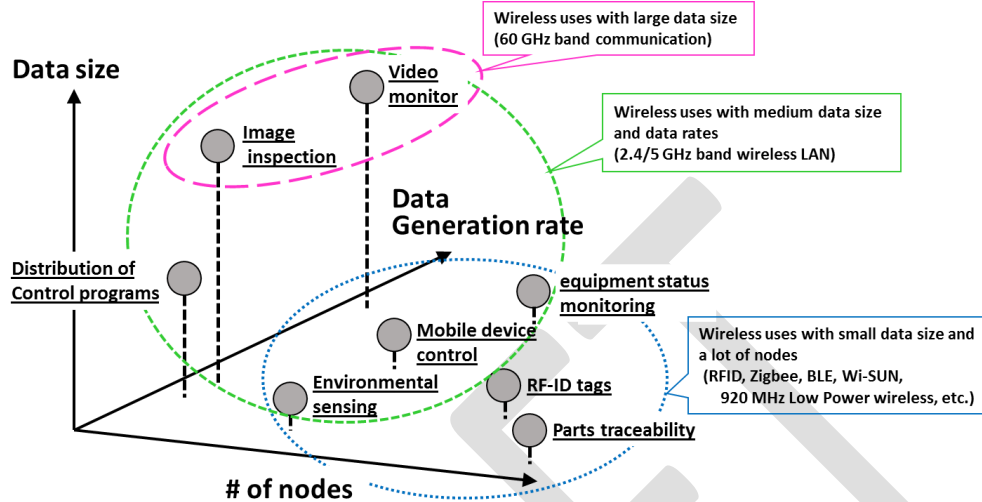 Wireless uses with large data size
(60 GHz band communication)
Data size
Video
monitor
Wireless uses with medium data size
and data rates
(2.4/5 GHz band wireless LAN)
Image
inspection
Data
Generation rate
Distribution of
Control programs
equipment status
monitoring
Mobile device
control
Wireless uses with small data size and
a lot of nodes
(RFID, Zigbee, BLE, Wi-SUN,
920 MHz Low Power wireless, etc.)
Environmental
sensing
RF-ID tags
Parts traceability
# of nodes